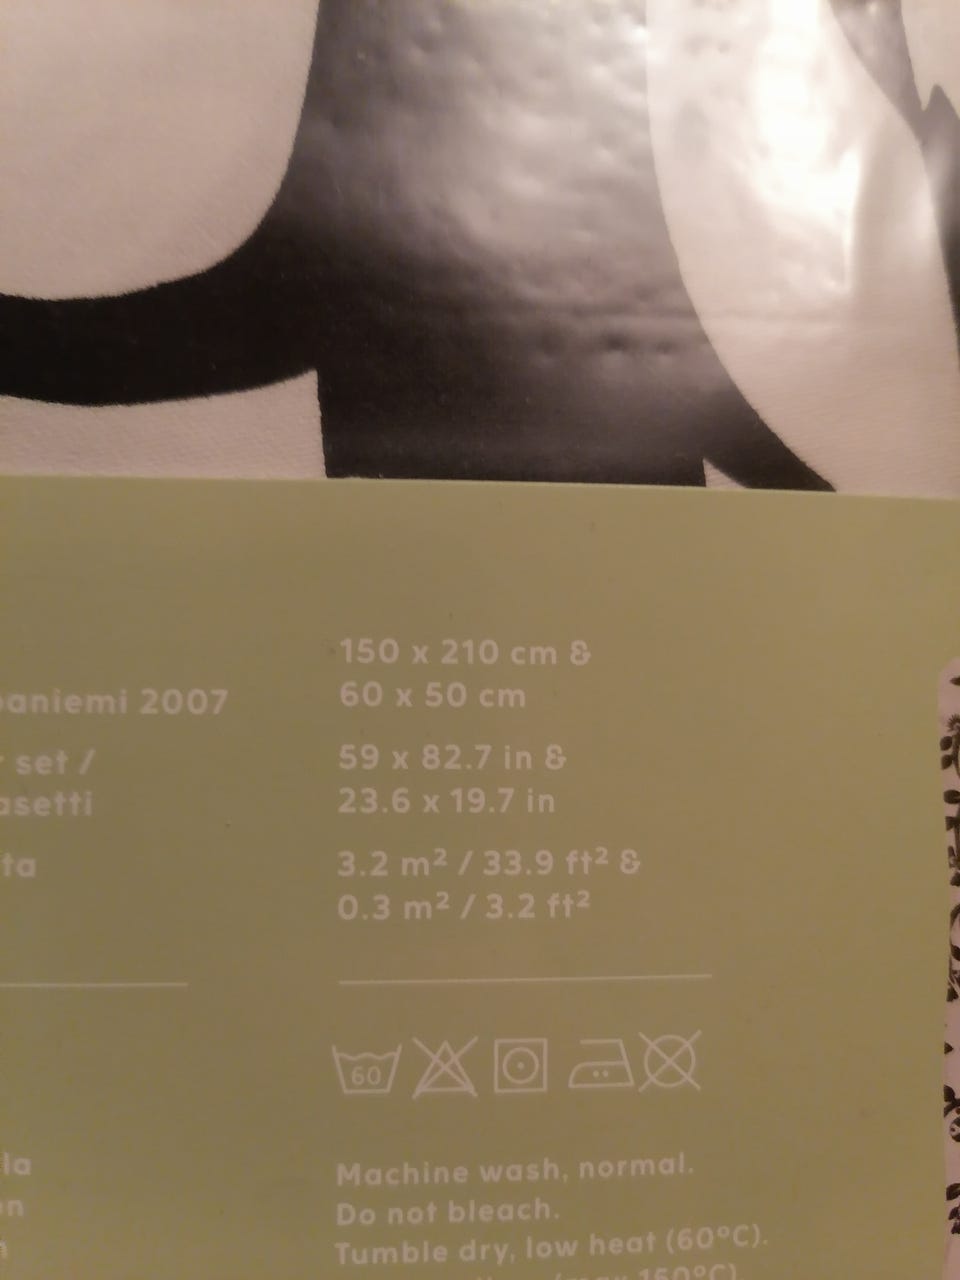 paniemi 2007
set /
asetti
ta
150 x 210 cm &
60 x 50 cm
59 x 82.7 in &
23.6 x 19.7 in
3.2 m² / 33.9 ft² &
0.3 m² / 3.2 ft²
60
la
Machine wash, normal.
Do not bleach.
Tumble dry, low heat (60°C).
150°C)